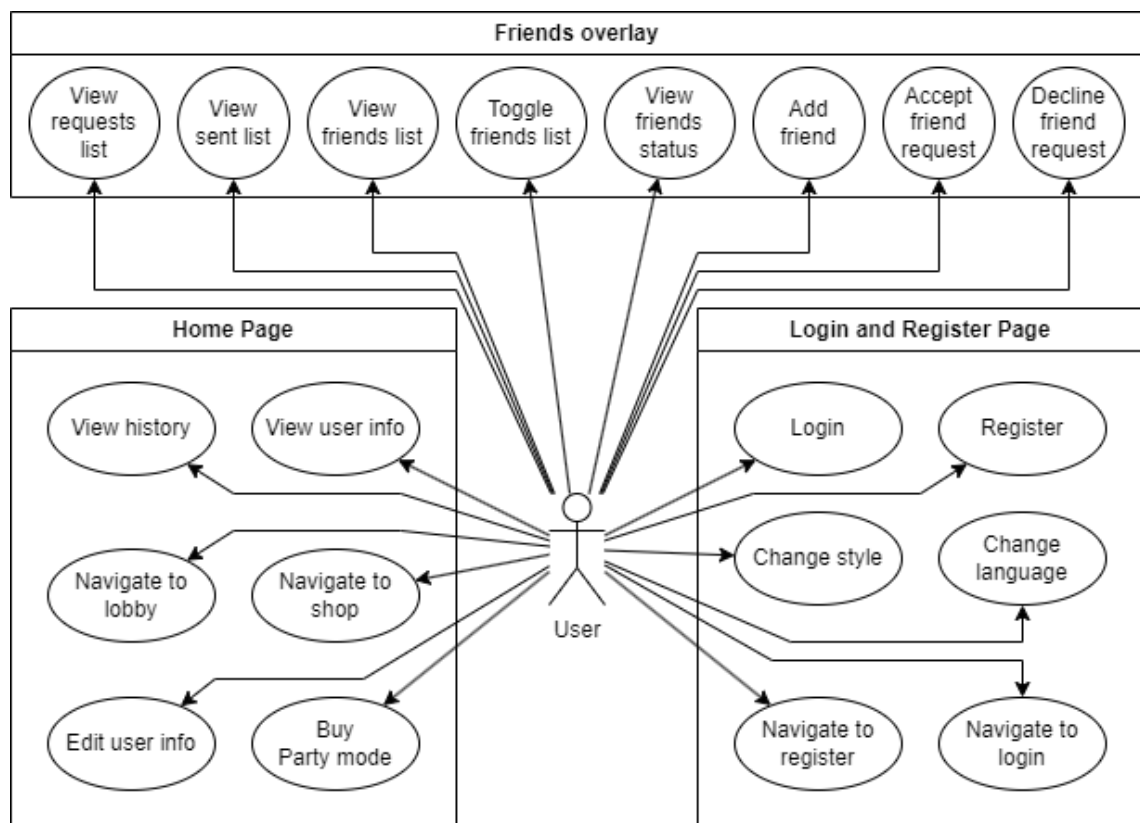 Friends overlay
View
requests
list
View
sent list
View
friends list
Toggle
friends list
View
friends
status
Add
friend
Accept
friend
request
Decline
friend
request
Home Page
View history
View user info
Navigate to
lobby
Navigate to
shop
Edit user info
Buy
Party mode
User
Login and Register Page
Login
Register
Change style
Change
language
Navigate to
register
Navigate to
login